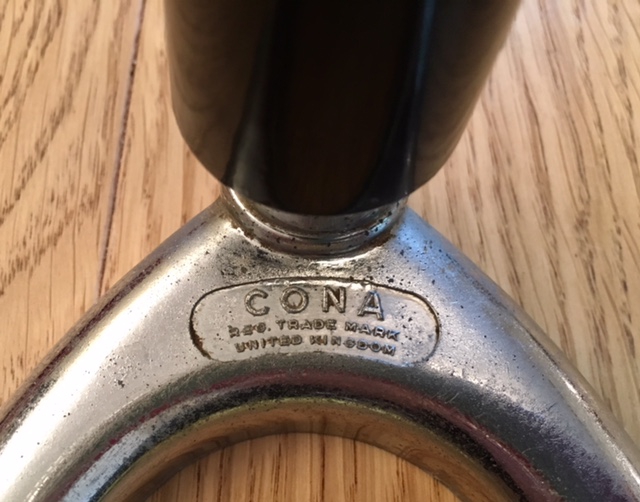 CONA
REG. TRADE MARK
UNITED KINGDOM